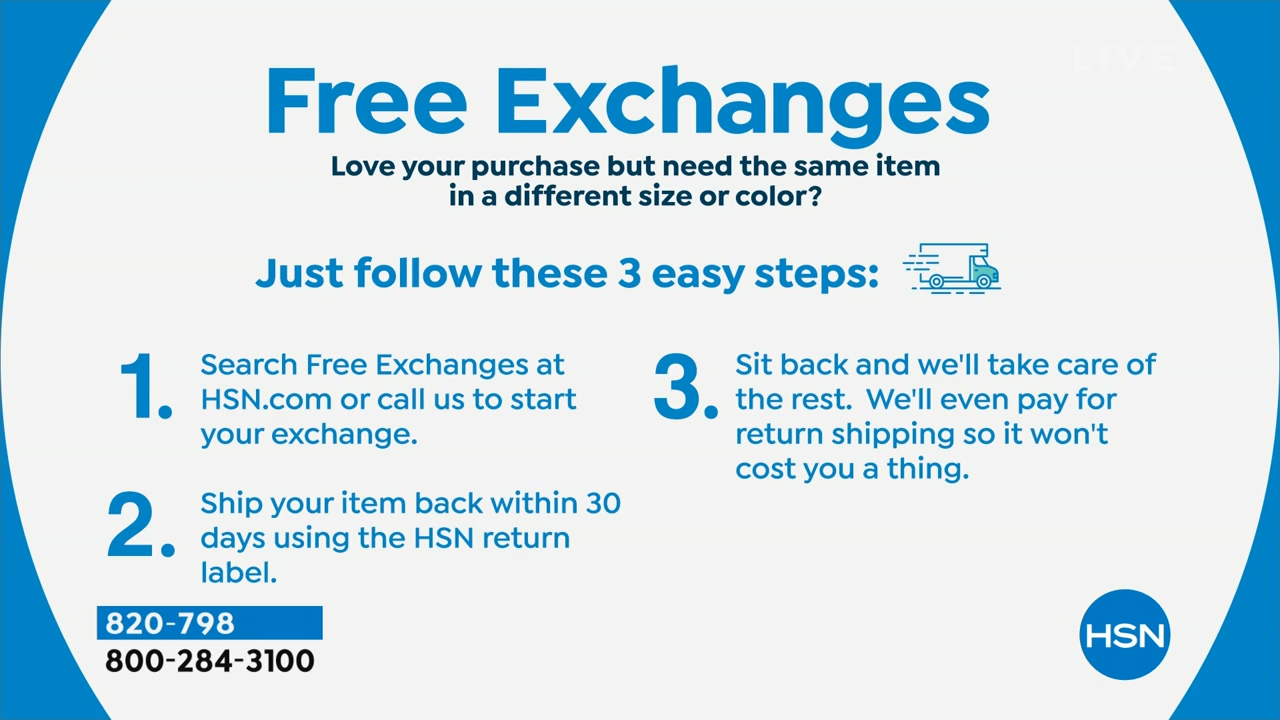 LIVE
Free Exchanges
Love your purchase but need the same item
in a different size or color?
Just follow these 3 easy steps:
1. Search Free Exchanges at
HSN.com or call us to start
your exchange.
2. Ship your item back within 30
days using the HSN return
label.
3. Sit back and we'll take care of
the rest.  We'll even pay for
return shipping so it won't
cost you a thing.
820-798
800-284-3100
HSN